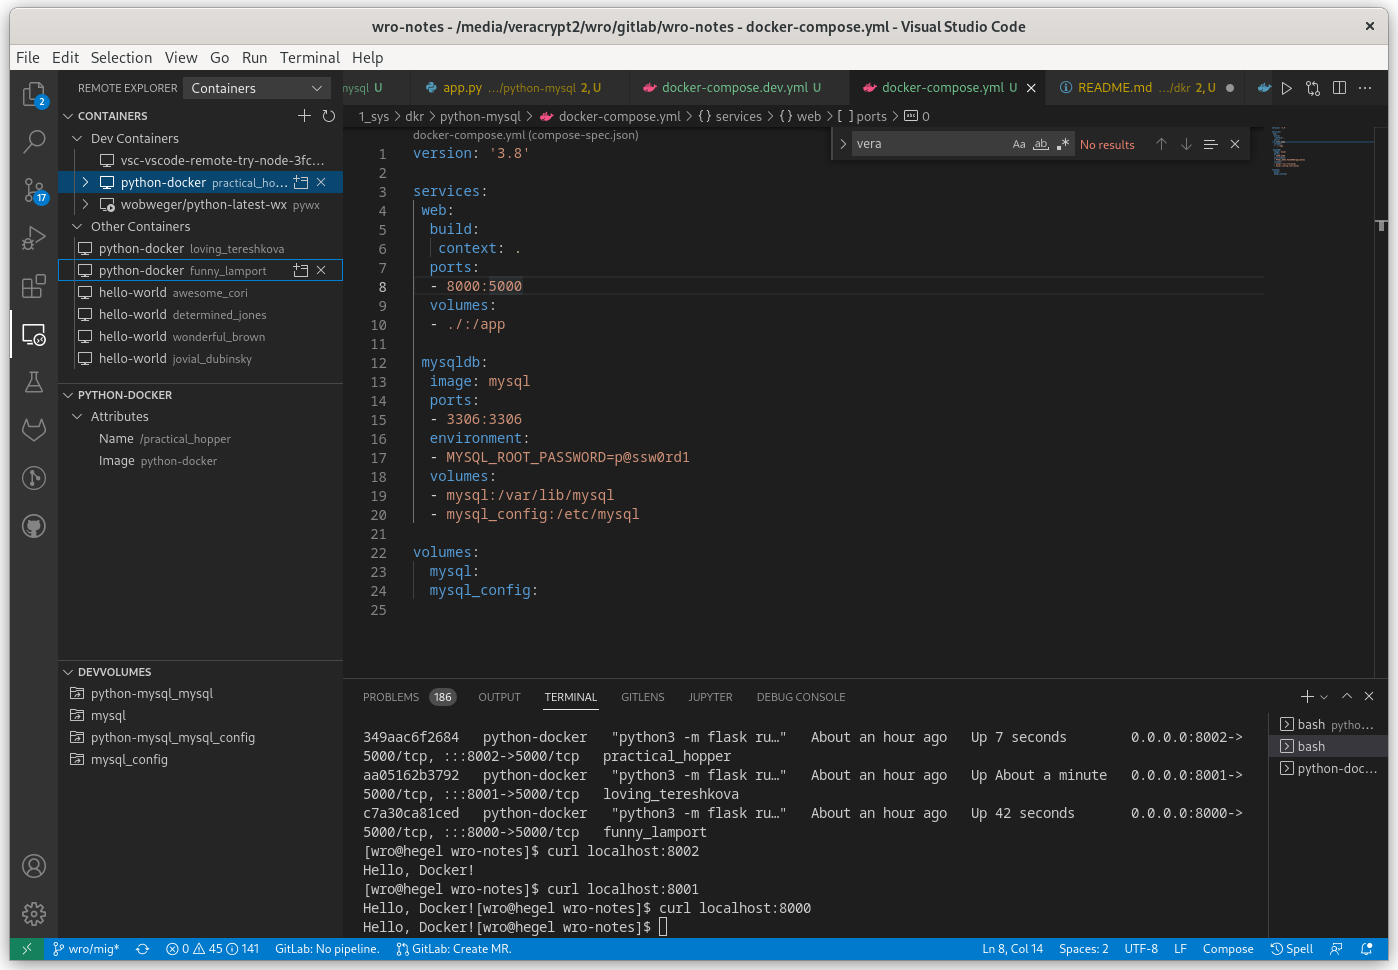 wro-notes - /media/veracrypt2/wro/gitlab/wro-notes - docker-compose.yml - Visual Studio Code
File Edit Selection View Go Run Terminal Help
REMOTE EXPLORER Containers
mysql U app.py .../python-mysql 2, U docker-compose.dev.yml U docker-compose.yml U README.md .../dkr 2, U
1_sys > dkr > python-mysql > docker-compose.yml > {} services > {} web > [ ] ports > abc 0
CONTAINERS
Dev Containers
vsc-vscode-remote-try-node-3fc...
python-docker practical_ho...
wobweger/python-latest-wx pywx
Other Containers
python-docker loving_tereshkova
python-docker funny_lamport
hello-world awesome_cori
hello-world determined_jones
hello-world wonderful_brown
hello-world jovial_dubinsky
PYTHON-DOCKER
Attributes
Name /practical_hopper
Image python-docker
DEVVOLUMES
python-mysql_mysql
mysql
python-mysql_mysql_config
mysql_config
2
17
docker-compose.yml (compose-spec.json)
vera Aa ab .* No results
1 version: '3.8'
2
3 services:
4 web:
5 build:
6 context: .
7 ports:
8 - 8000:5000
9 volumes:
10 - ./:/app
11
12 mysqldb:
13 image: mysql
14 ports:
15 - 3306:3306
16 environment:
17 - MYSQL_ROOT_PASSWORD=p@ssw0rd1
18 volumes:
19 - mysql:/var/lib/mysql
20 - mysql_config:/etc/mysql
21
22 volumes:
23 mysql:
24 mysql_config:
25
PROBLEMS 186 OUTPUT TERMINAL GITLENS JUPYTER DEBUG CONSOLE
349aac6f2684 python-docker "python3 -m flask ru…" About an hour ago Up 7 seconds 0.0.0.0:8002->
5000/tcp, :::8002->5000/tcp practical_hopper
aa05162b3792 python-docker "python3 -m flask ru…" About an hour ago Up About a minute 0.0.0.0:8001->
5000/tcp, :::8001->5000/tcp loving_tereshkova
c7a30ca81ced python-docker "python3 -m flask ru…" About an hour ago Up 42 seconds 0.0.0.0:8000->
5000/tcp, :::8000->5000/tcp funny_lamport
[wro@hegel wro-notes]$ curl localhost:8002
Hello, Docker!
[wro@hegel wro-notes]$ curl localhost:8001
Hello, Docker![wro@hegel wro-notes]$ curl localhost:8000
Hello, Docker![wro@hegel wro-notes]$
bash pytho...
bash
python-doc...
wro/mig* 0 45 141 GitLab: No pipeline. GitLab: Create MR. Ln 8, Col 14 Spaces: 2 UTF-8 LF Compose Spell